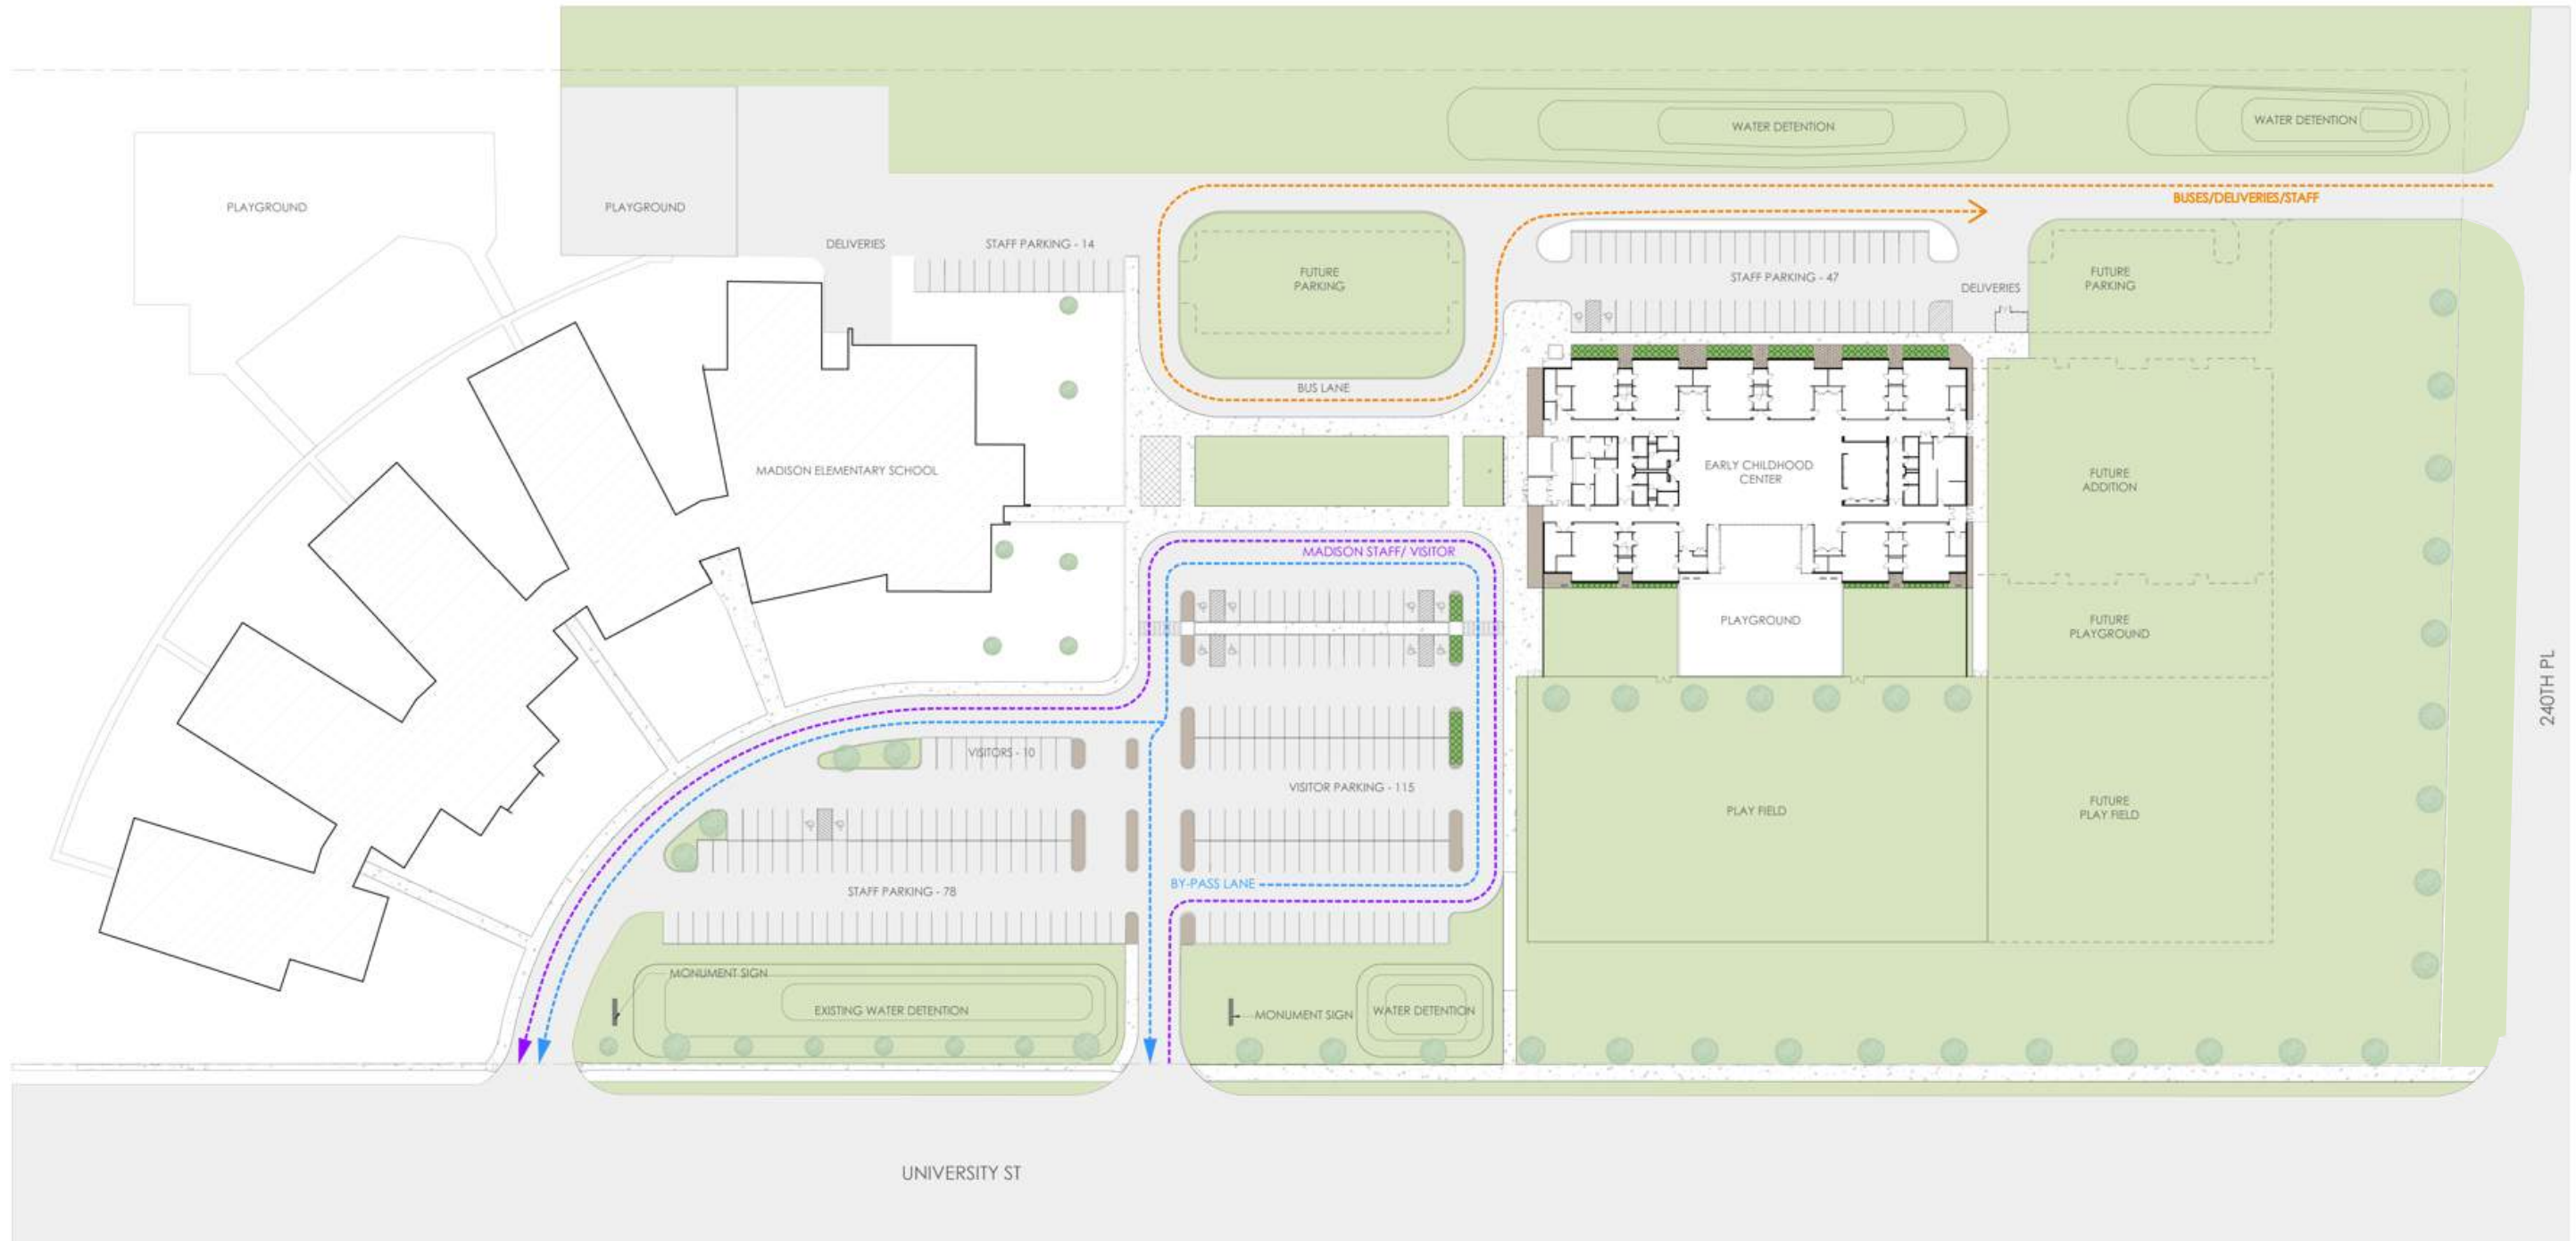 WATER DETENTION
WATER DETENTION
BUSES/DELIVERIES/STAFF
PLAYGROUND
PLAYGROUND
DELIVERIES
STAFF PARKING - 14
FUTURE
PARKING
STAFF PARKING - 47
DELIVERIES
FUTURE
PARKING
BUS LANE
MADISON ELEMENTARY SCHOOL
EARLY CHILDHOOD
CENTER
FUTURE
ADDITION
MADISON STAFF/ VISITOR
PLAYGROUND
FUTURE
PLAYGROUND
240TH PL
VISITORS - 10
VISITOR PARKING - 115
PLAY FIELD
FUTURE
PLAY FIELD
BY-PASS LANE
STAFF PARKING - 78
MONUMENT SIGN
EXISTING WATER DETENTION
MONUMENT SIGN
WATER DETENTION
UNIVERSITY ST